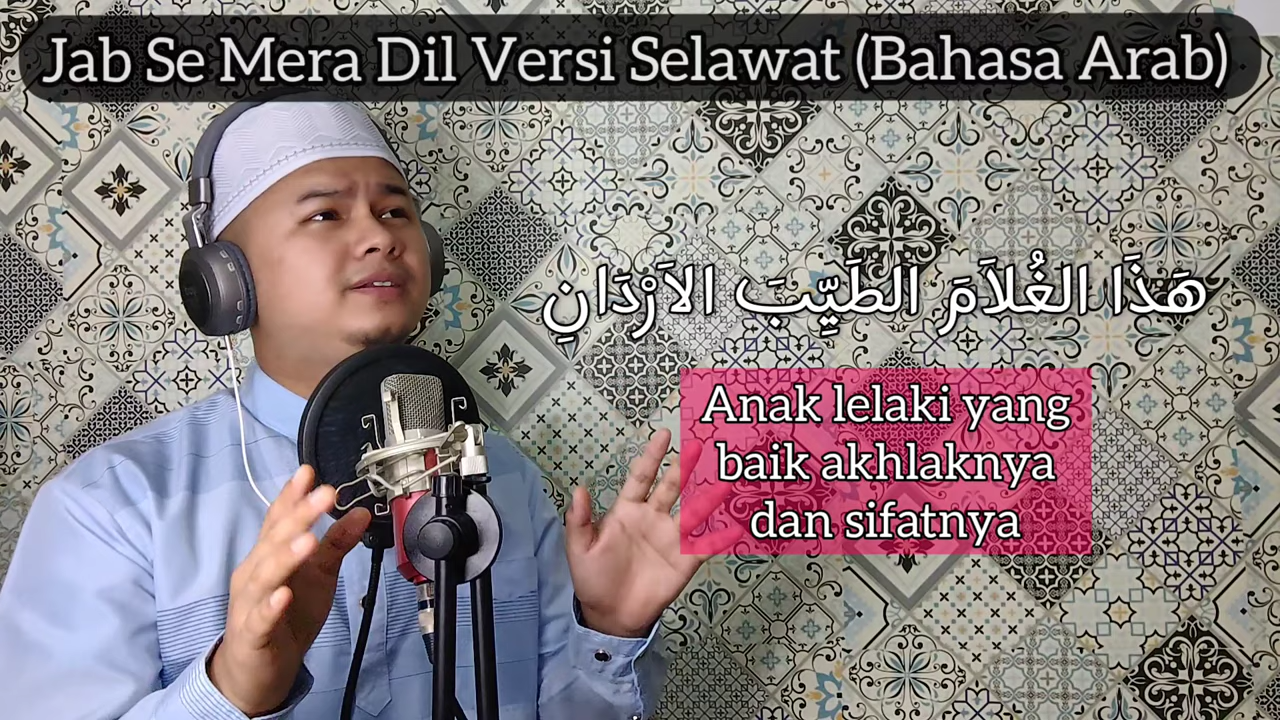 Jab Se Mera Dil Versi Selawat (Bahasa Arab)
هَذَا الغُلاَمَ الطَيِّبَ الاَرْدَانِ
Anak lelaki yang
baik akhlaknya
dan sifatnya